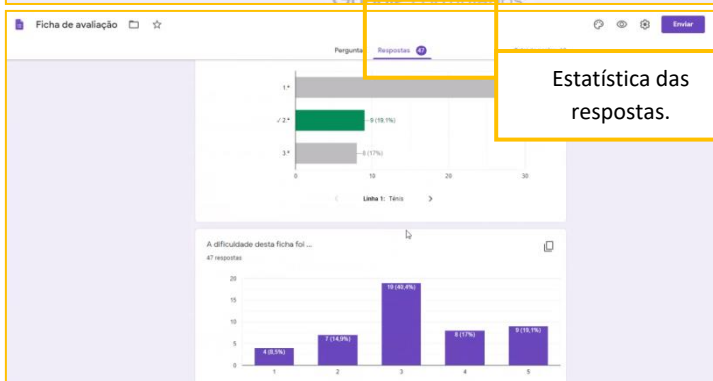 Ficha de avaliação
Enviar
Pergunta
Respostas 47
Estatística das
respostas.
1.ª
✓ 2.ª
9 (19,1%)
3.ª
8 (17%)
0 10 20 30
Linha 1: Ténis
A dificuldade desta ficha foi ...
47 respostas
20
15
10
5
0
4 (8,5%)
7 (14,9%)
19 (40,4%)
8 (17%)
9 (19,1%)
1 2 3 4 5